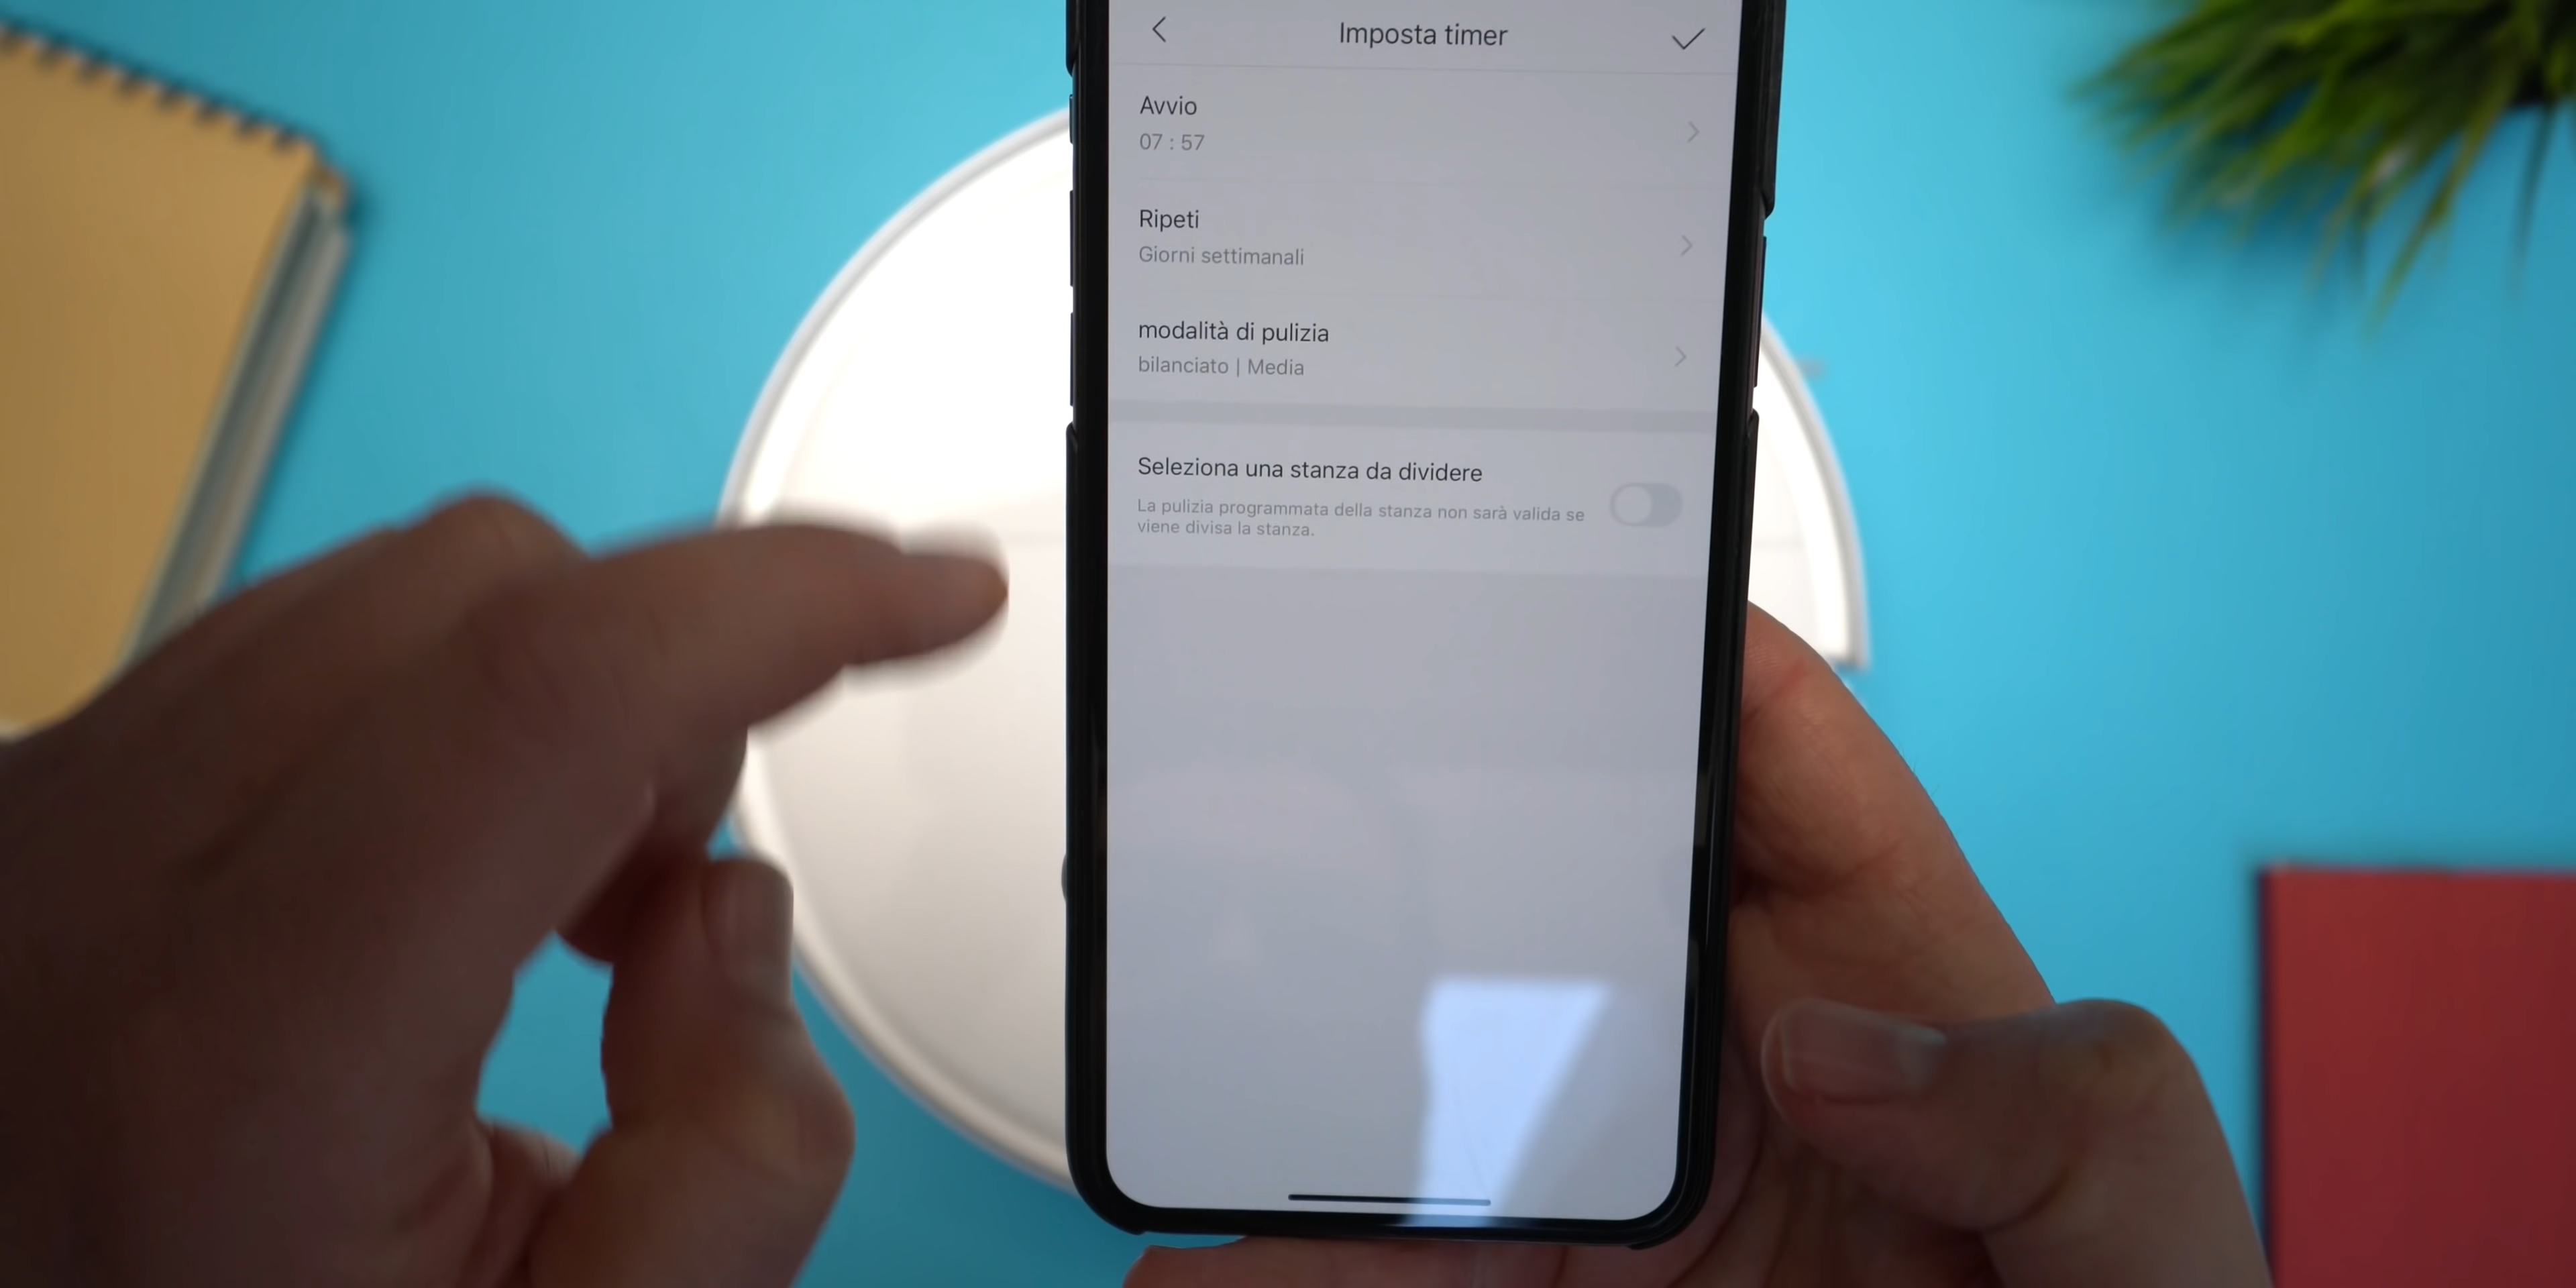 Imposta timer
Avvio
07 : 57
Ripeti
Giorni settimanali
modalità di pulizia
bilanciato | Media
Seleziona una stanza da dividere
La pulizia programmata della stanza non sarà valida se
viene divisa la stanza.